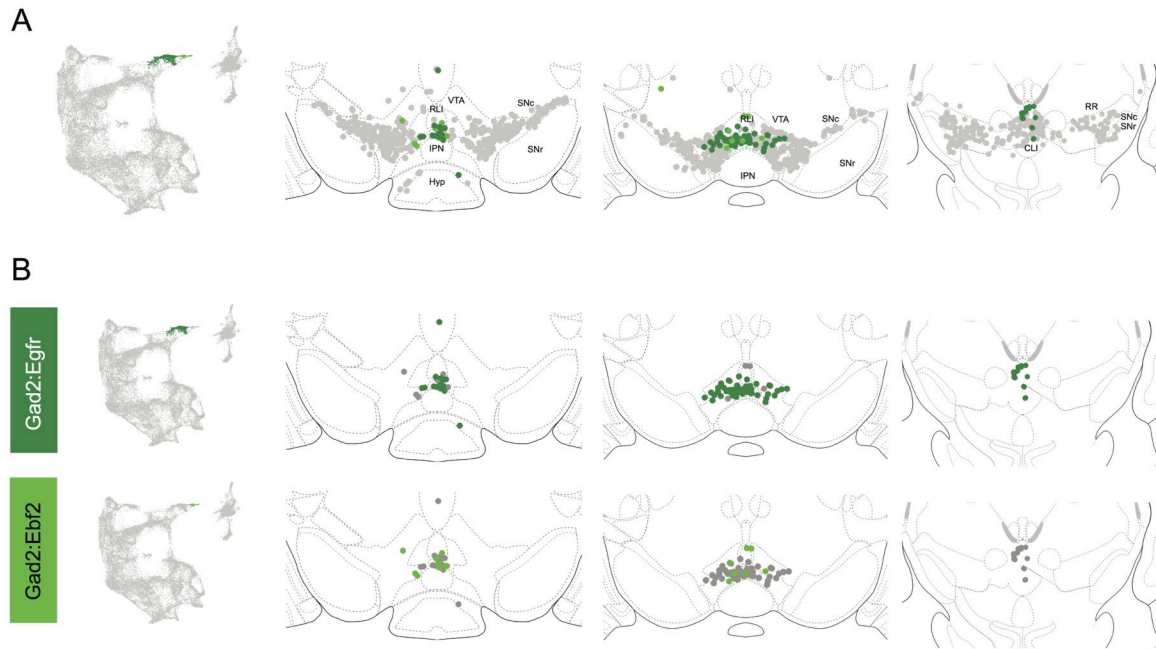 A
RLI
VTA
SNc
IPN
SNr
Hyp
RLI
VTA
SNc
SNr
IPN
RR
SNc
SNr
CLI
B
Gad2:Egfr
Gad2:Ebf2